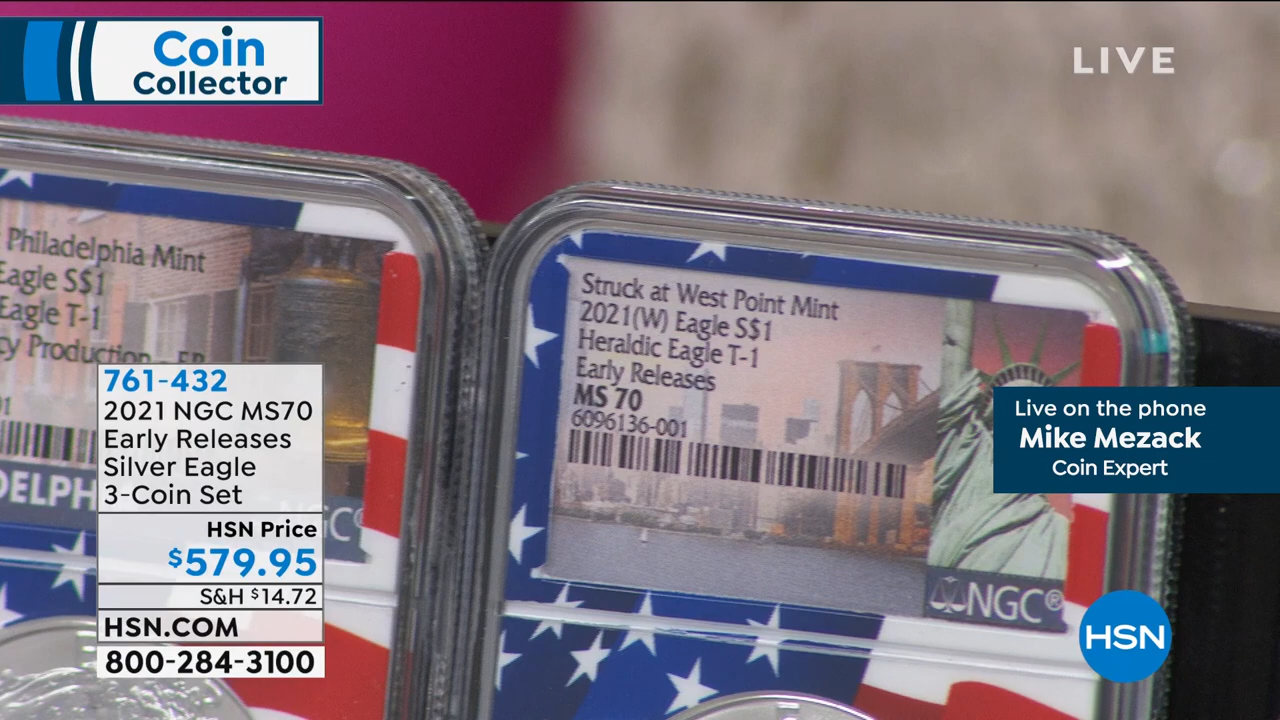 Coin
Collector
LIVE
Philadelphia Mint
Eagle S$1
Eagle T-1
Production - ER
Struck at West Point Mint
2021(W) Eagle S$1
Heraldic Eagle T-1
Early Releases
MS 70
6096136-001
NGC®
NGC
761-432
2021 NGC MS70
Early Releases
Silver Eagle
3-Coin Set
HSN Price
$579.95
S&H $14.72
HSN.COM
800-284-3100
Live on the phone
Mike Mezack
Coin Expert
HSN